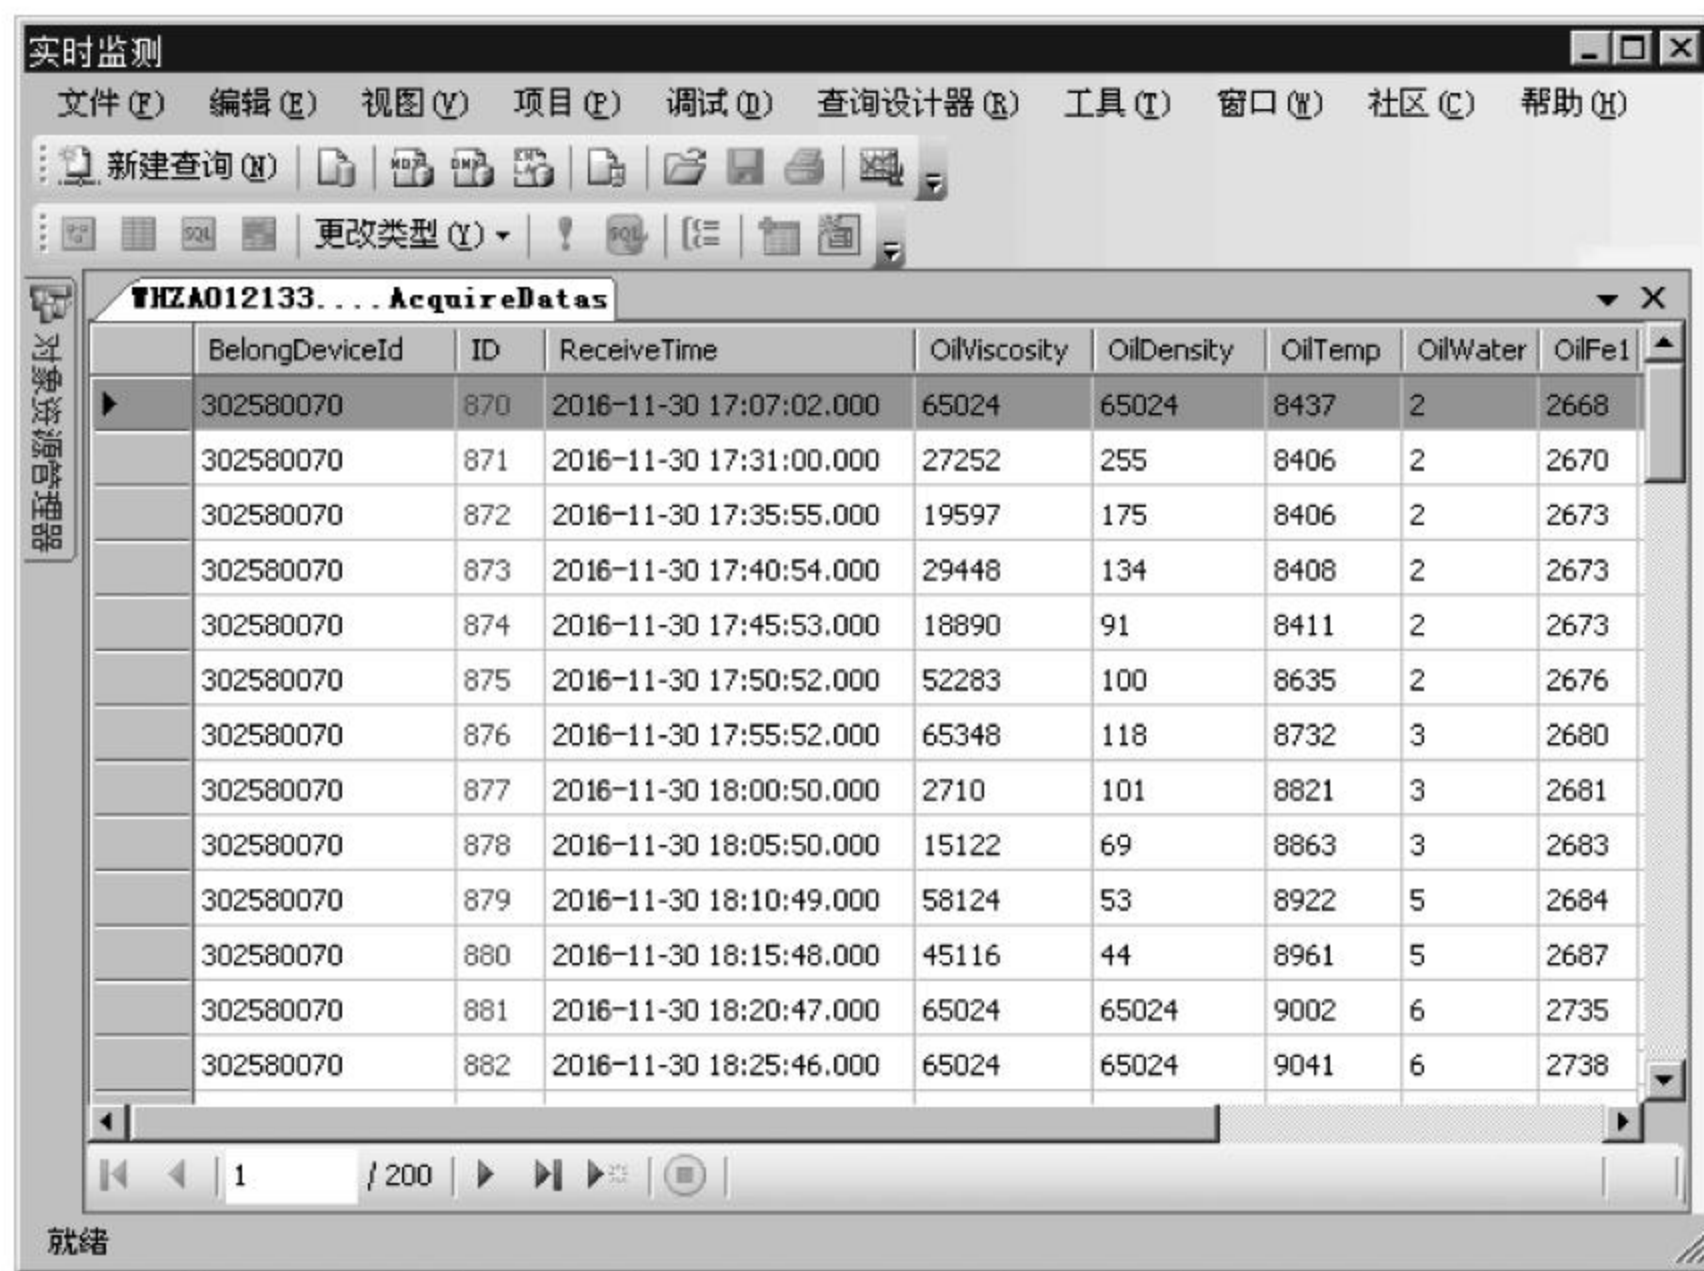 实时监测
文件(F) 编辑(E) 视图(V) 项目(P) 调试(D) 查询设计器(R) 工具(T) 窗口(W) 社区(C) 帮助(H)
新建查询(N)
更改类型(Y)
对象资源管理器
WHZA012133....AcquireDatas
BelongDeviceId ID ReceiveTime OilViscosity OilDensity OilTemp OilWater OilFe1
302580070 870 2016-11-30 17:07:02.000 65024 65024 8437 2 2668
302580070 871 2016-11-30 17:31:00.000 27252 255 8406 2 2670
302580070 872 2016-11-30 17:35:55.000 19597 175 8406 2 2673
302580070 873 2016-11-30 17:40:54.000 29448 134 8408 2 2673
302580070 874 2016-11-30 17:45:53.000 18890 91 8411 2 2673
302580070 875 2016-11-30 17:50:52.000 52283 100 8635 2 2676
302580070 876 2016-11-30 17:55:52.000 65348 118 8732 3 2680
302580070 877 2016-11-30 18:00:50.000 2710 101 8821 3 2681
302580070 878 2016-11-30 18:05:50.000 15122 69 8863 3 2683
302580070 879 2016-11-30 18:10:49.000 58124 53 8922 5 2684
302580070 880 2016-11-30 18:15:48.000 45116 44 8961 5 2687
302580070 881 2016-11-30 18:20:47.000 65024 65024 9002 6 2735
302580070 882 2016-11-30 18:25:46.000 65024 65024 9041 6 2738
1 / 200
就绪